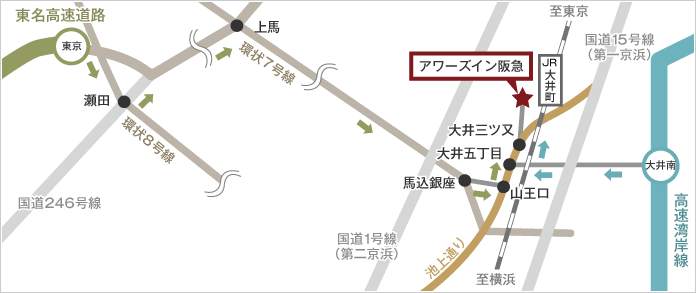 東名高速道路
東京
瀬田
環状8号線
国道246号線
上馬
環状7号線
至東京
国道15号線
(第一京浜)
アワーズイン阪急
JR大井町
大井三ツ又
大井五丁目
馬込銀座
山王口
大井南
高速湾岸線
国道1号線
(第二京浜)
池上通り
至横浜